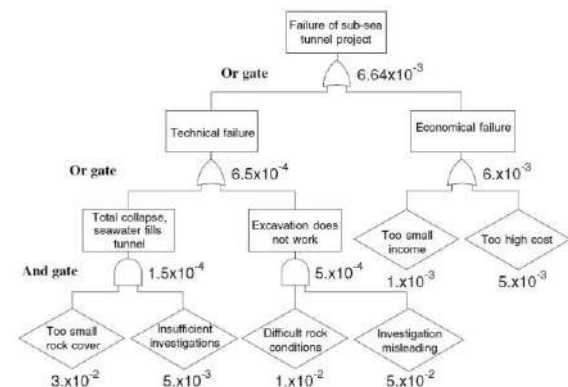 Failure of sub-sea
tunnel project
Or gate
6.64x10⁻³
Technical failure
Economical failure
Or gate
6.5x10⁻⁴
6.x10⁻³
Total collapse,
seawater fills
tunnel
Excavation does
not work
Too small
income
Too high cost
And gate
1.5x10⁻⁴
5.x10⁻⁴
1.x10⁻³
5.x10⁻³
Too small
rock cover
Insufficient
investigations
Difficult rock
conditions
Investigation
misleading
3.x10⁻²
5.x10⁻³
1.x10⁻²
5.x10⁻²